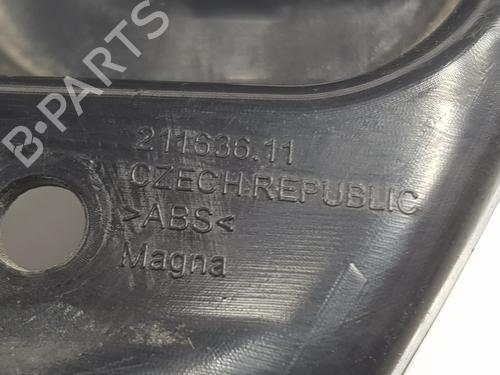 B-PARTS
211636.11
CZECH REPUBLIC
>ABS<
Magna